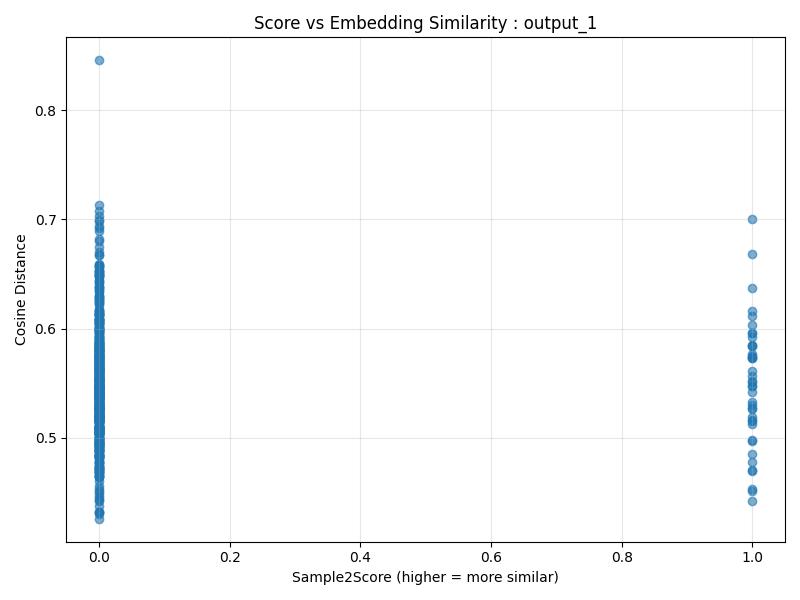 Score vs Embedding Similarity : output_1
Cosine Distance
0.8
0.7
0.6
0.5
0.0 0.2 0.4 0.6 0.8 1.0
Sample2Score (higher = more similar)